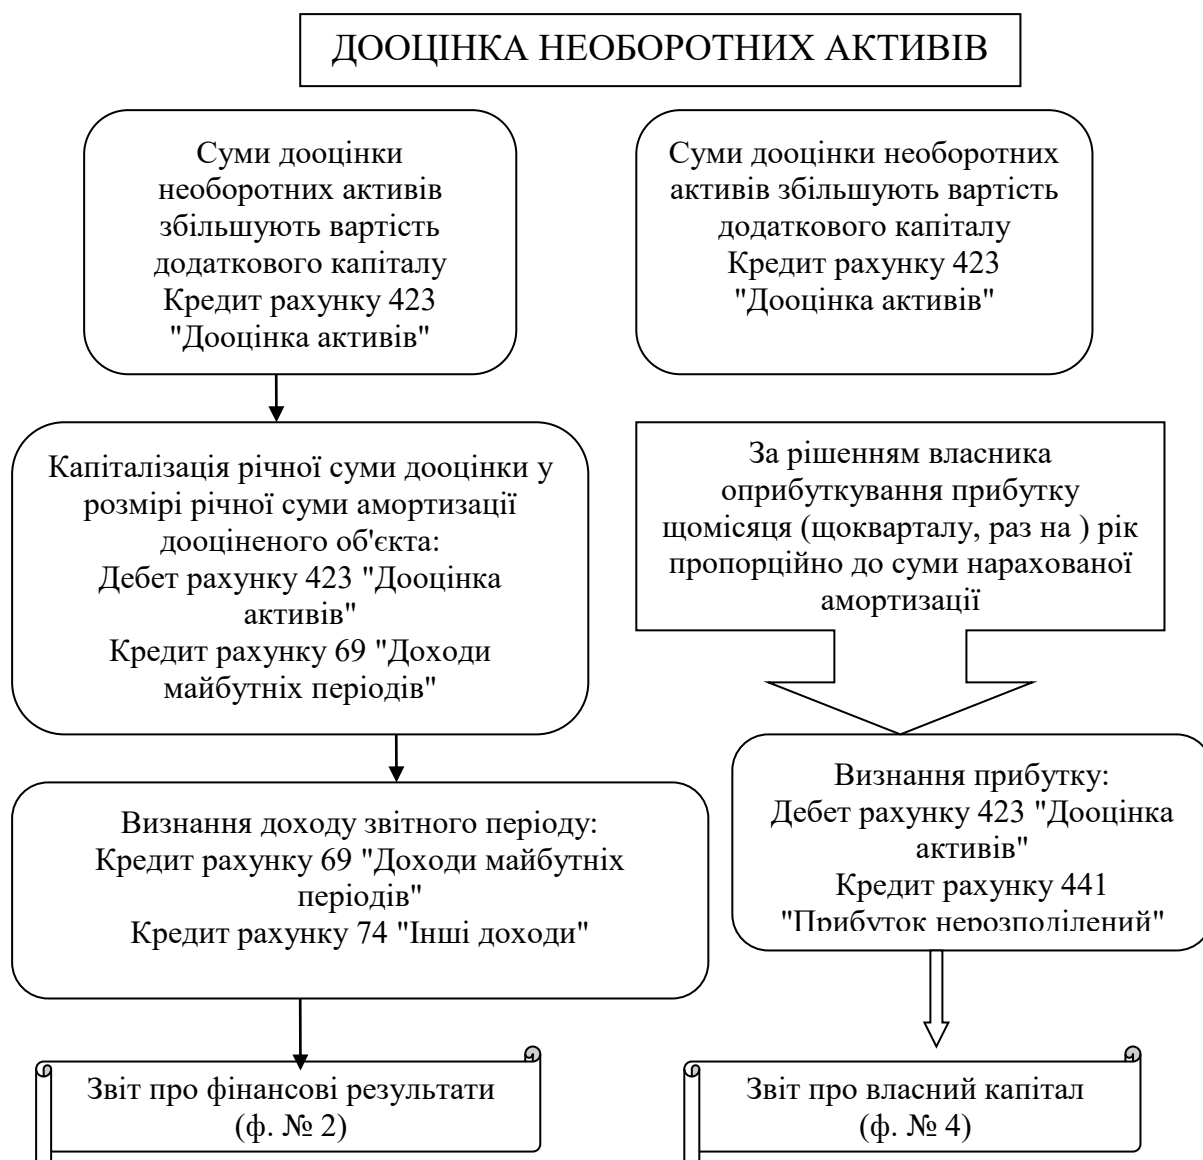 ДООЦІНКА НЕОБОРОТНИХ АКТИВІВ
Суми дооцінки
необоротних активів
збільшують вартість
додаткового капіталу
Кредит рахунку 423
"Дооцінка активів"
Суми дооцінки необоротних
активів збільшують вартість
додаткового капіталу
Кредит рахунку 423
"Дооцінка активів"
Капіталізація річної суми дооцінки у
розмірі річної суми амортизації
дооціненого об'єкта:
Дебет рахунку 423 "Дооцінка
активів"
Кредит рахунку 69 "Доходи
майбутніх періодів"
За рішенням власника
оприбуткування прибутку
щомісяця (щокварталу, раз на ) рік
пропорційно до суми нарахованої
амортизації
Визнання доходу звітного періоду:
Кредит рахунку 69 "Доходи майбутніх
періодів"
Кредит рахунку 74 "Інші доходи"
Визнання прибутку:
Дебет рахунку 423 "Дооцінка
активів"
Кредит рахунку 441
"Прибуток нерозподілений"
Звіт про фінансові результати
(ф. № 2)
Звіт про власний капітал
(ф. № 4)